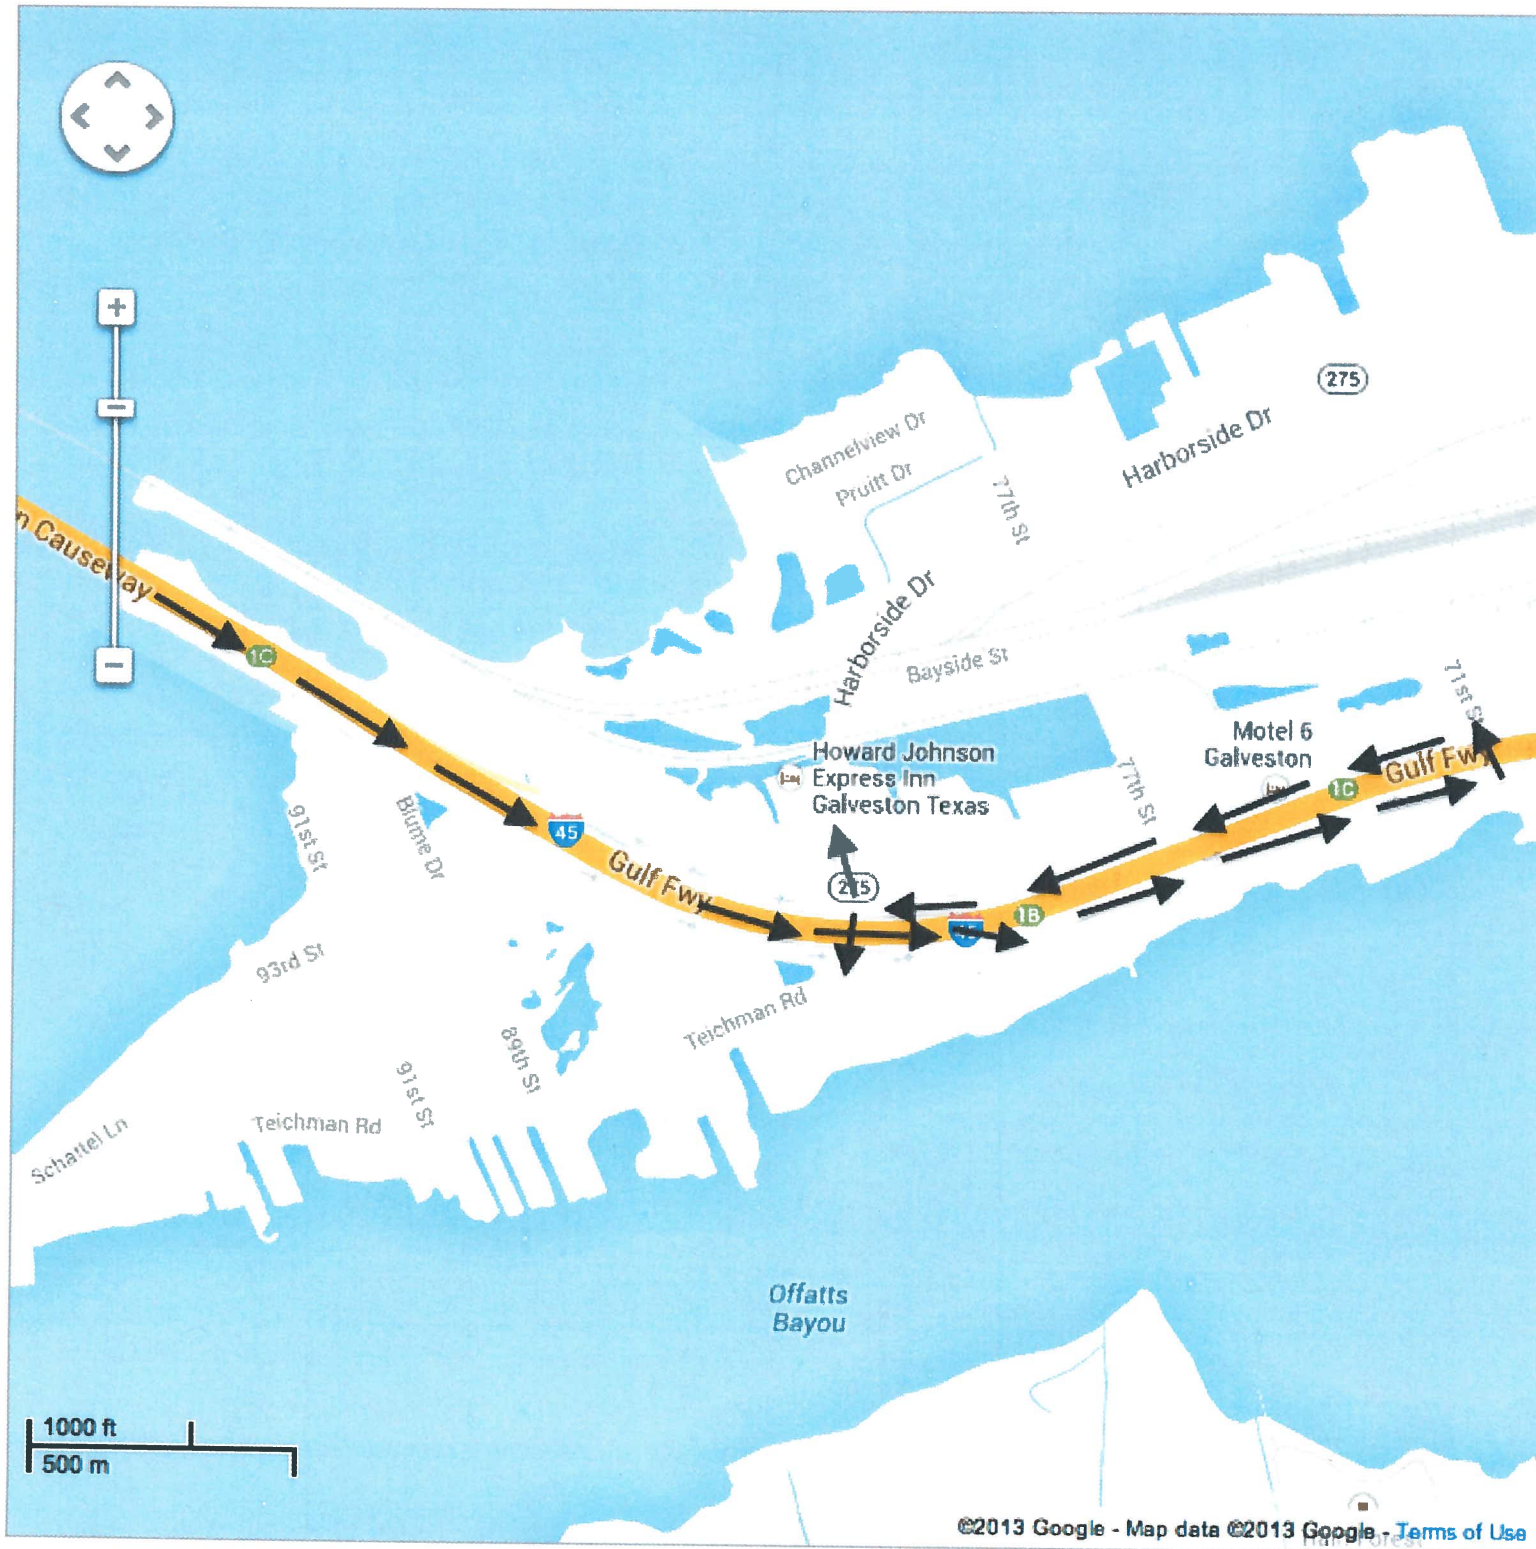 275
Channelview Dr
Pruitt Dr
Harborside Dr
77th St
n Causeway
Harborside Dr
1C
Bayside St
71st St
Motel 6
Galveston
Howard Johnson
Express Inn
Galveston Texas
Gulf Fwy
1C
77th St
91st St
Blume Dr
45
Gulf Fwy
275
1B
45
93rd St
Teichman Rd
89th St
91st St
Teichman Rd
Schattel Ln
Offatts
Bayou
1000 ft
500 m
©2013 Google - Map data ©2013 Google - Terms of Use